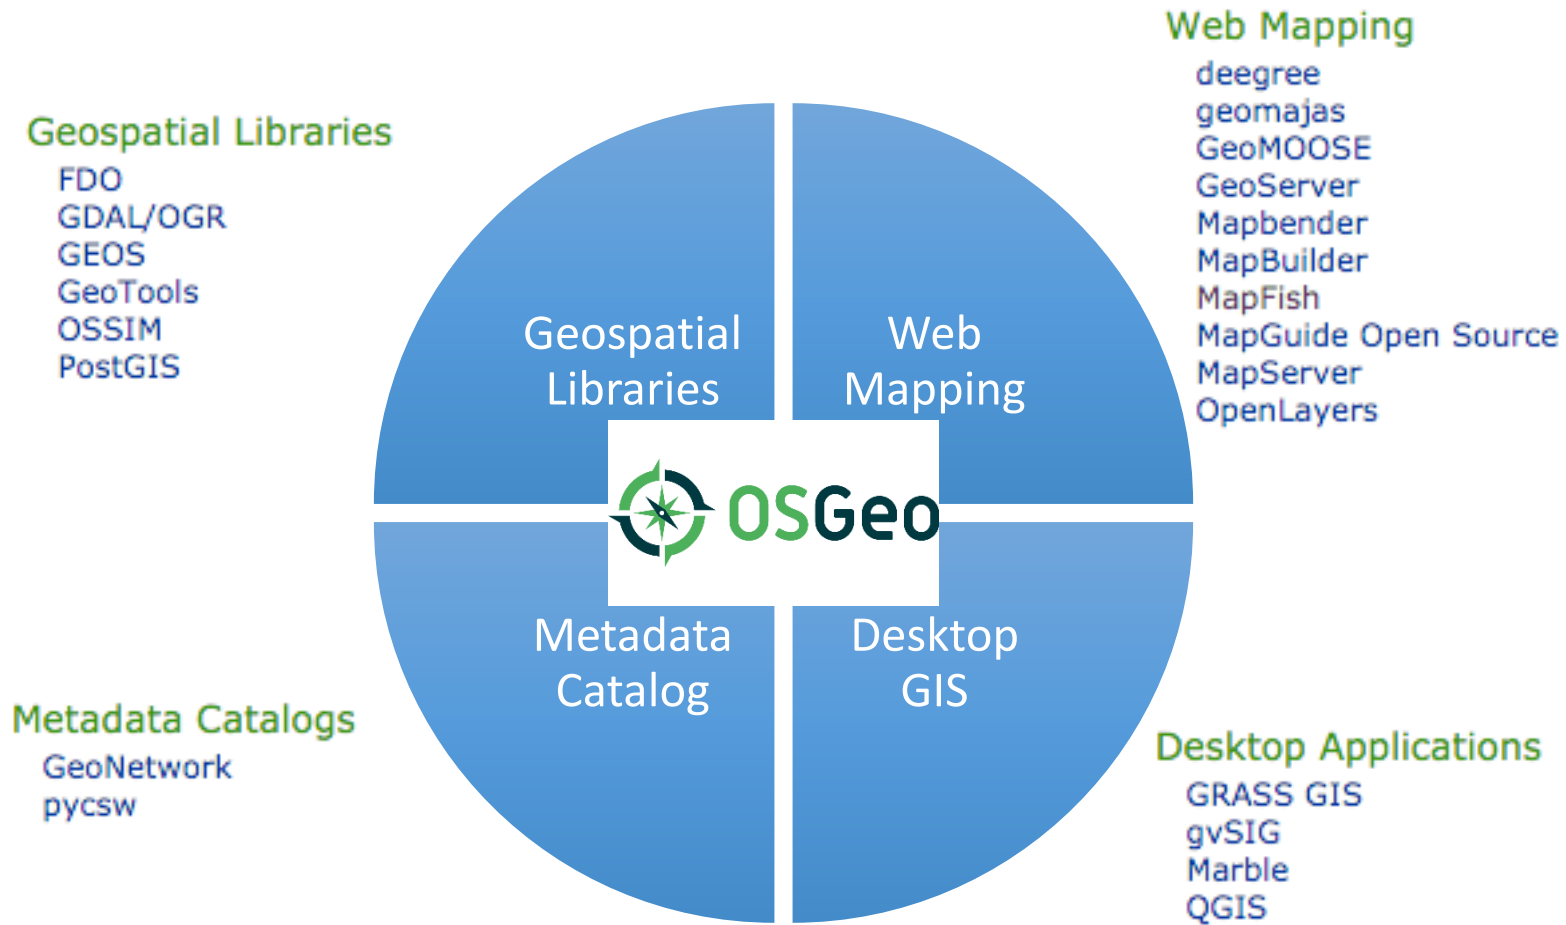 Geospatial Libraries
FDO
GDAL/OGR
GEOS
GeoTools
OSSIM
PostGIS
Web Mapping
deegree
geomajas
GeoMOOSE
GeoServer
Mapbender
MapBuilder
MapFish
MapGuide Open Source
MapServer
OpenLayers
Geospatial
Libraries
Web
Mapping
OSGeo
Metadata
Catalog
Desktop
GIS
Metadata Catalogs
GeoNetwork
pycsw
Desktop Applications
GRASS GIS
gvSIG
Marble
QGIS